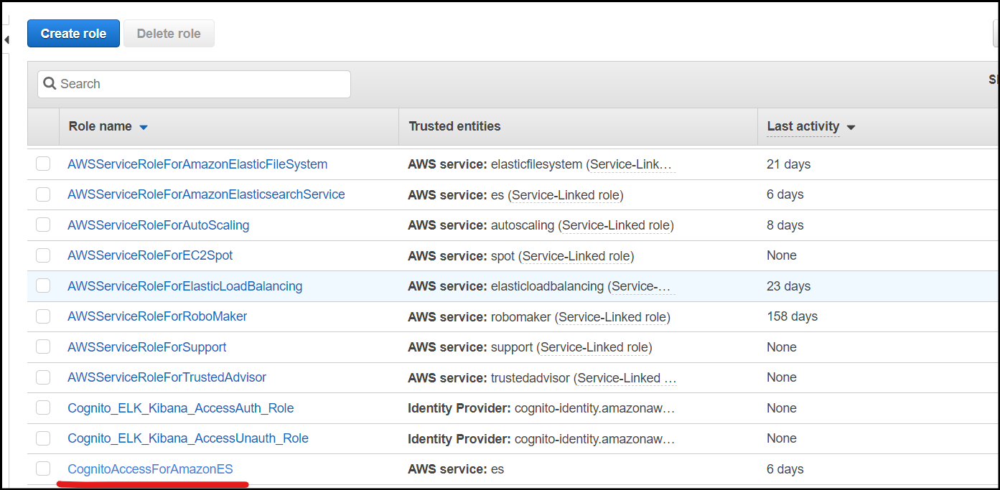 Create role Delete role
Search
Role name Trusted entities Last activity
AWSServiceRoleForAmazonElasticFileSystem AWS service: elasticfilesystem (Service-Link… 21 days
AWSServiceRoleForAmazonElasticsearchService AWS service: es (Service-Linked role) 6 days
AWSServiceRoleForAutoScaling AWS service: autoscaling (Service-Linked role) 8 days
AWSServiceRoleForEC2Spot AWS service: spot (Service-Linked role) None
AWSServiceRoleForElasticLoadBalancing AWS service: elasticloadbalancing (Service-… 23 days
AWSServiceRoleForRoboMaker AWS service: robomaker (Service-Linked role) 158 days
AWSServiceRoleForSupport AWS service: support (Service-Linked role) None
AWSServiceRoleForTrustedAdvisor AWS service: trustedadvisor (Service-Linked … None
Cognito_ELK_Kibana_AccessAuth_Role Identity Provider: cognito-identity.amazonaw… None
Cognito_ELK_Kibana_AccessUnauth_Role Identity Provider: cognito-identity.amazonaw… None
CognitoAccessForAmazonES AWS service: es 6 days